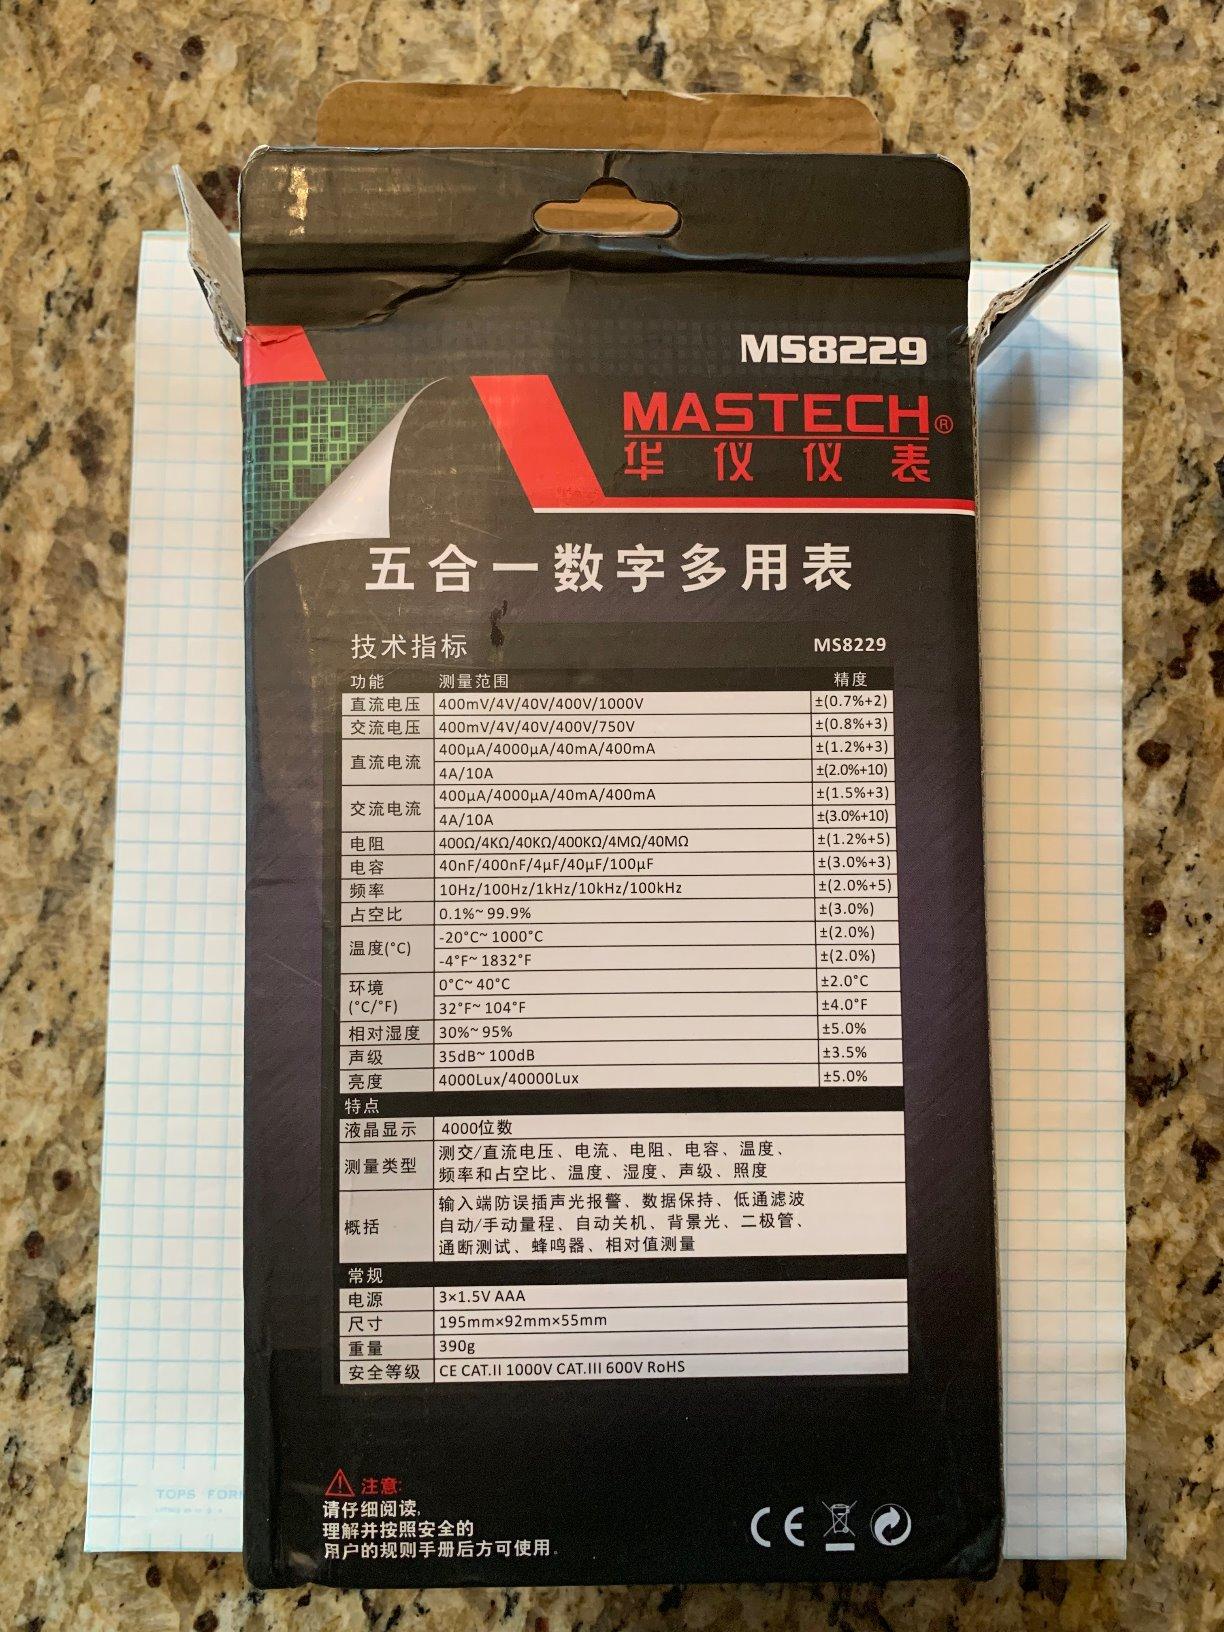 MS8229
MASTECH®
华仪仪表
五合一数字多用表
技术指标 MS8229
功能 测量范围 精度
直流电压 400mV/4V/40V/400V/1000V ±(0.7%+2)
交流电压 400mV/4V/40V/400V/750V ±(0.8%+3)
直流电流 400μA/4000μA/40mA/400mA ±(1.2%+3)
4A/10A ±(2.0%+10)
交流电流 400μA/4000μA/40mA/400mA ±(1.5%+3)
4A/10A ±(3.0%+10)
电阻 400Ω/4KΩ/40KΩ/400KΩ/4MΩ/40MΩ ±(1.2%+5)
电容 40nF/400nF/4μF/40μF/100μF ±(3.0%+3)
频率 10Hz/100Hz/1kHz/10kHz/100kHz ±(2.0%+5)
占空比 0.1%~99.9% ±(3.0%)
温度(°C) -20°C~1000°C ±(2.0%)
-4°F~1832°F ±(2.0%)
环境 0°C~40°C ±2.0°C
(°C/°F) 32°F~104°F ±4.0°F
相对湿度 30%~95% ±5.0%
声级 35dB~100dB ±3.5%
亮度 4000Lux/40000Lux ±5.0%
特点
液晶显示 4000位数
测量类型 测交/直流电压、电流、电阻、电容、温度、
频率和占空比、温度、湿度、声级、照度
概括 输入端防误插声光报警、数据保持、低通滤波
自动/手动量程、自动关机、背景光、二极管、
通断测试、蜂鸣器、相对值测量
常规
电源 3×1.5V AAA
尺寸 195mm×92mm×55mm
重量 390g
安全等级 CE CAT.II 1000V CAT.III 600V RoHS
注意:
请仔细阅读,
理解并按照安全的
用户的规则手册后方可使用.
CE
TOPS FORM